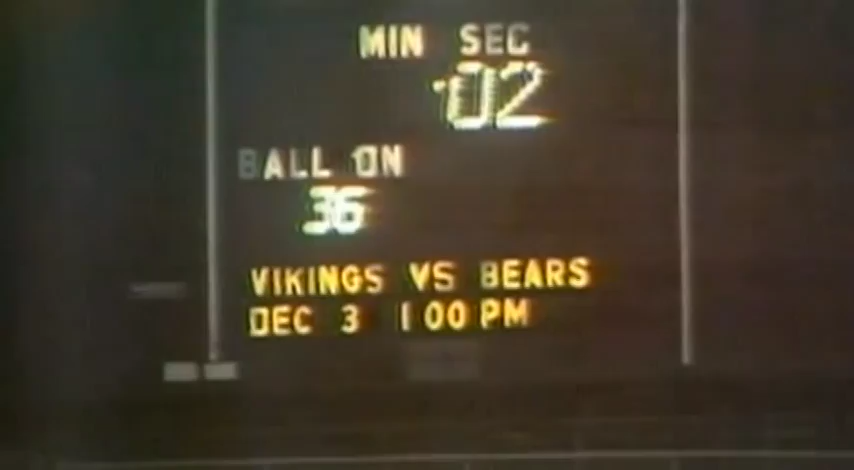 MIN SEC
:02
BALL ON
36
VIKINGS VS BEARS
DEC 3 1 00 PM